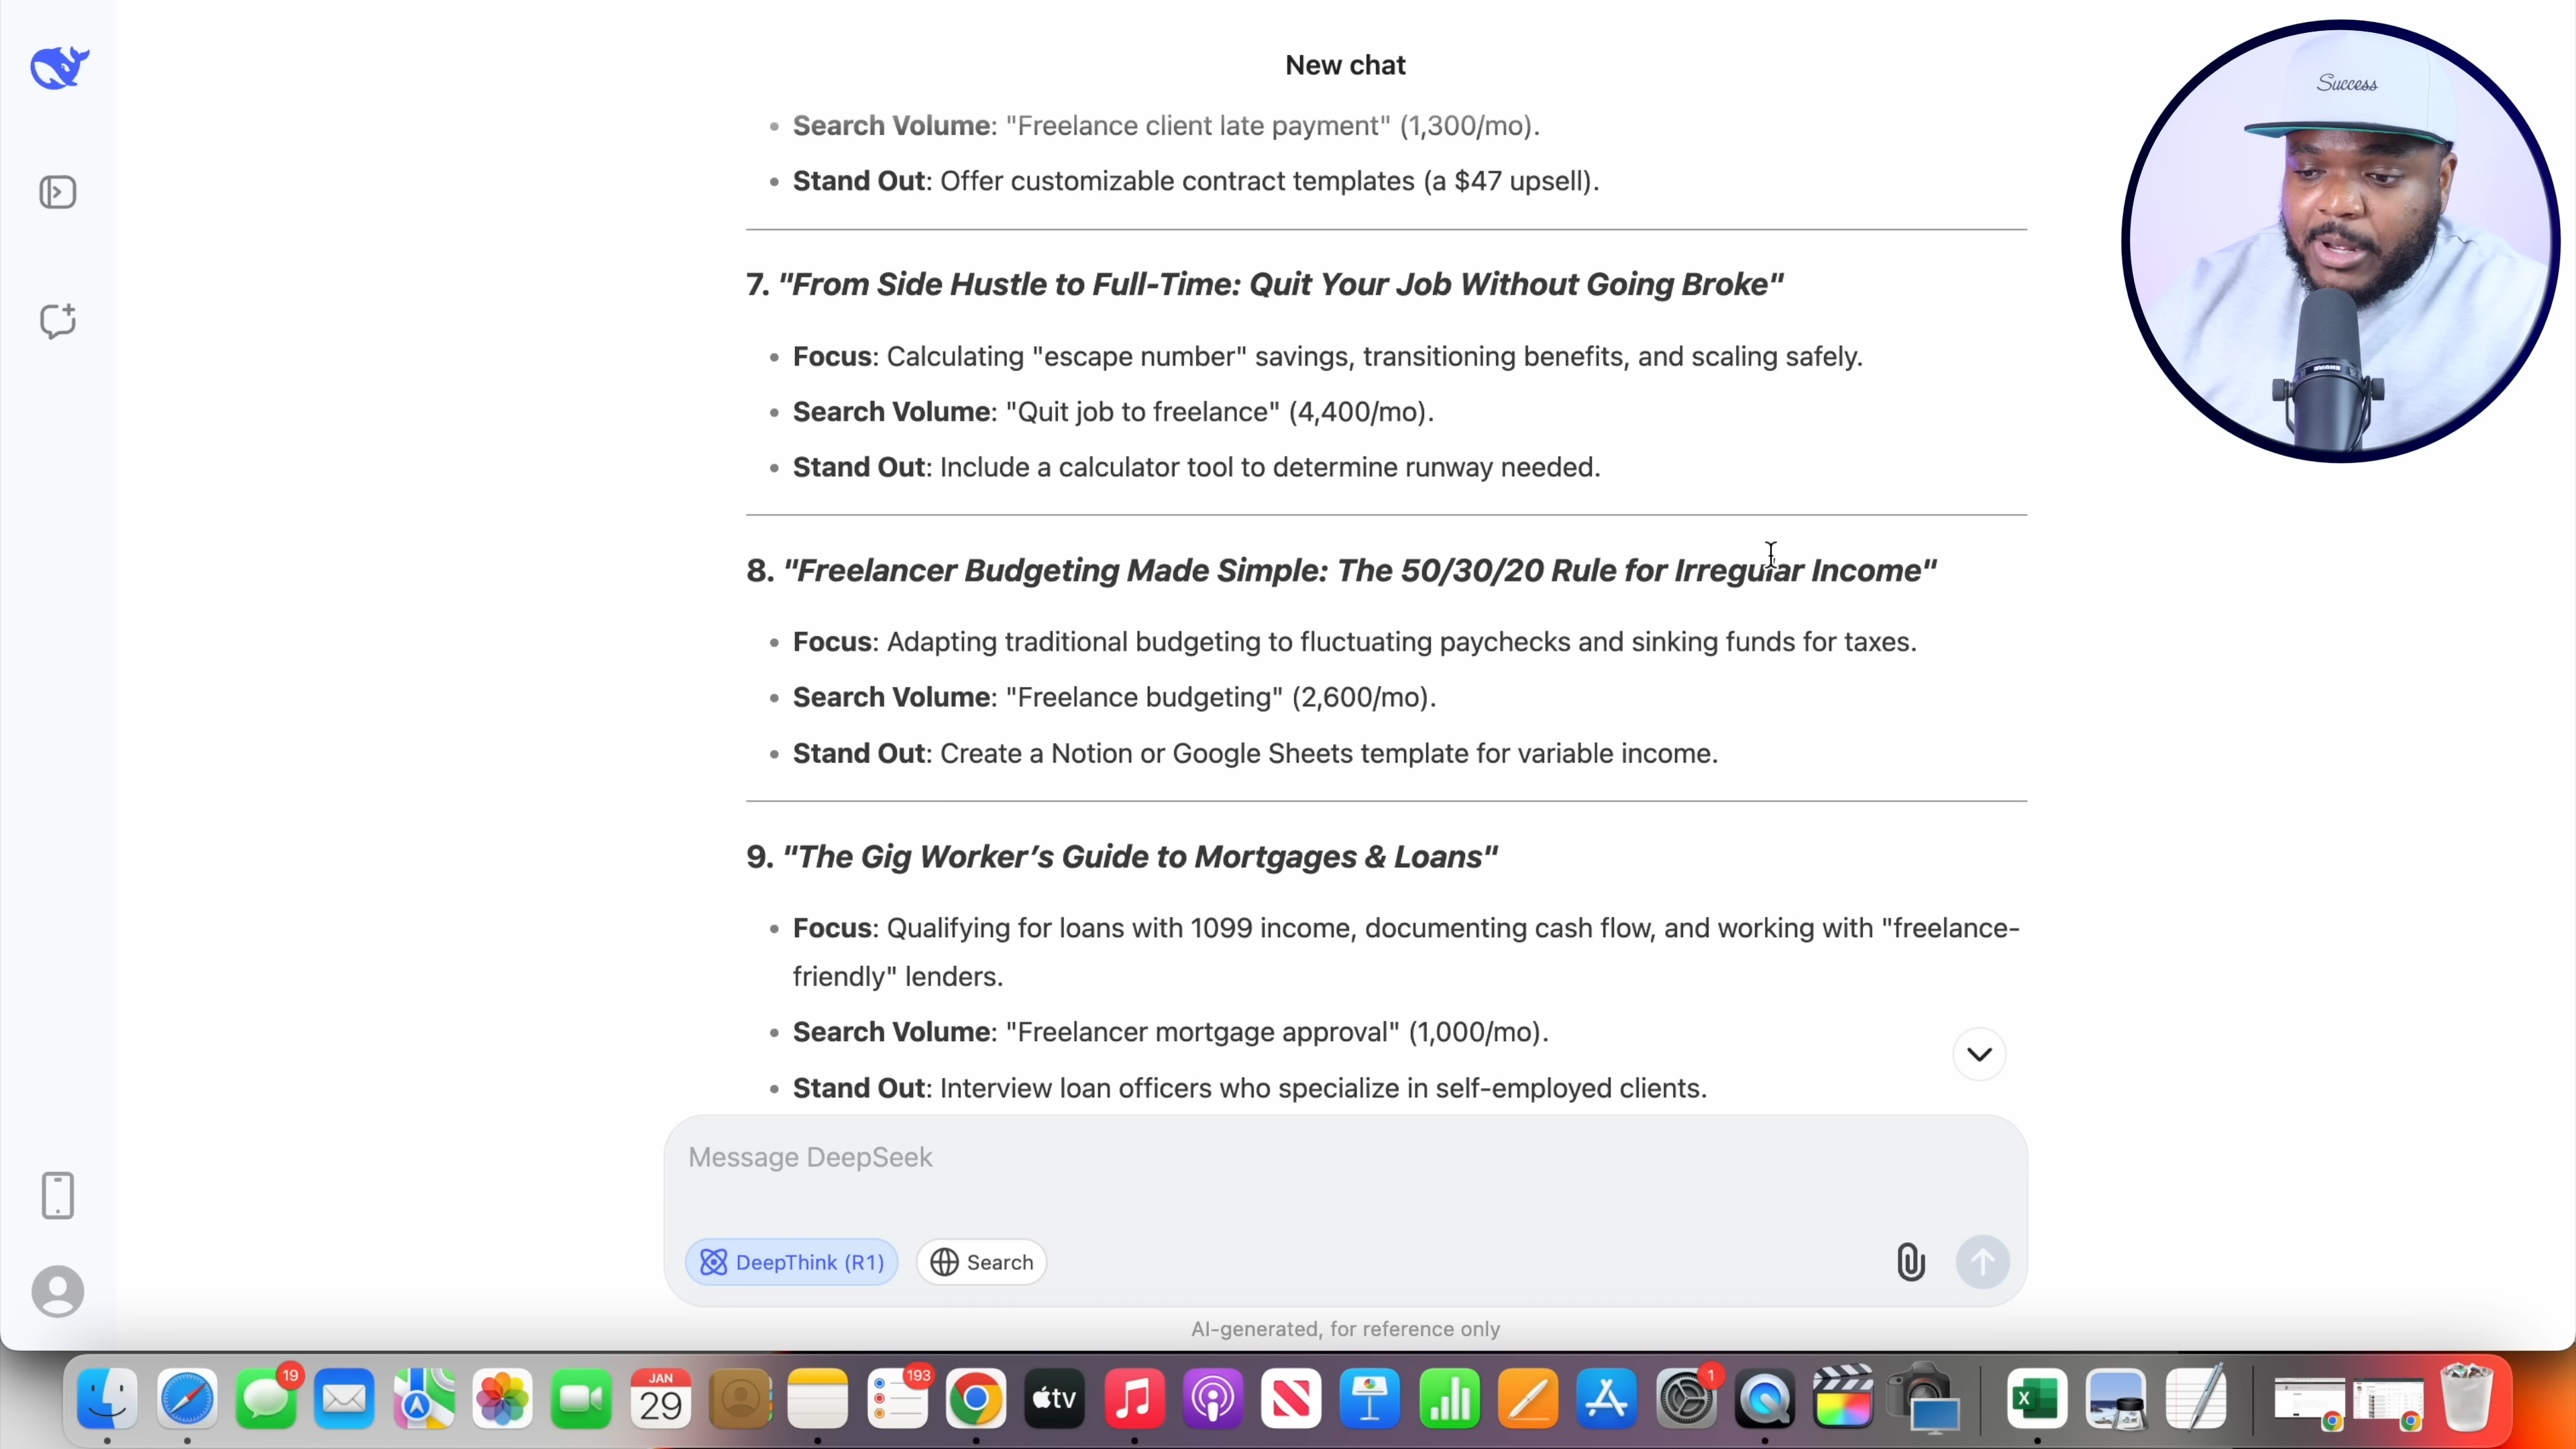 New chat
Success
Search Volume: "Freelance client late payment" (1,300/mo).
Stand Out: Offer customizable contract templates (a $47 upsell).
7. "From Side Hustle to Full-Time: Quit Your Job Without Going Broke"
Focus: Calculating "escape number" savings, transitioning benefits, and scaling safely.
Search Volume: "Quit job to freelance" (4,400/mo).
Stand Out: Include a calculator tool to determine runway needed.
8. "Freelancer Budgeting Made Simple: The 50/30/20 Rule for Irregular Income"
Focus: Adapting traditional budgeting to fluctuating paychecks and sinking funds for taxes.
Search Volume: "Freelance budgeting" (2,600/mo).
Stand Out: Create a Notion or Google Sheets template for variable income.
9. "The Gig Worker’s Guide to Mortgages & Loans"
Focus: Qualifying for loans with 1099 income, documenting cash flow, and working with "freelance-
friendly" lenders.
Search Volume: "Freelancer mortgage approval" (1,000/mo).
Stand Out: Interview loan officers who specialize in self-employed clients.
Message DeepSeek
DeepThink (R1)
Search
AI-generated, for reference only
19
JAN
29
193
tv
1
X